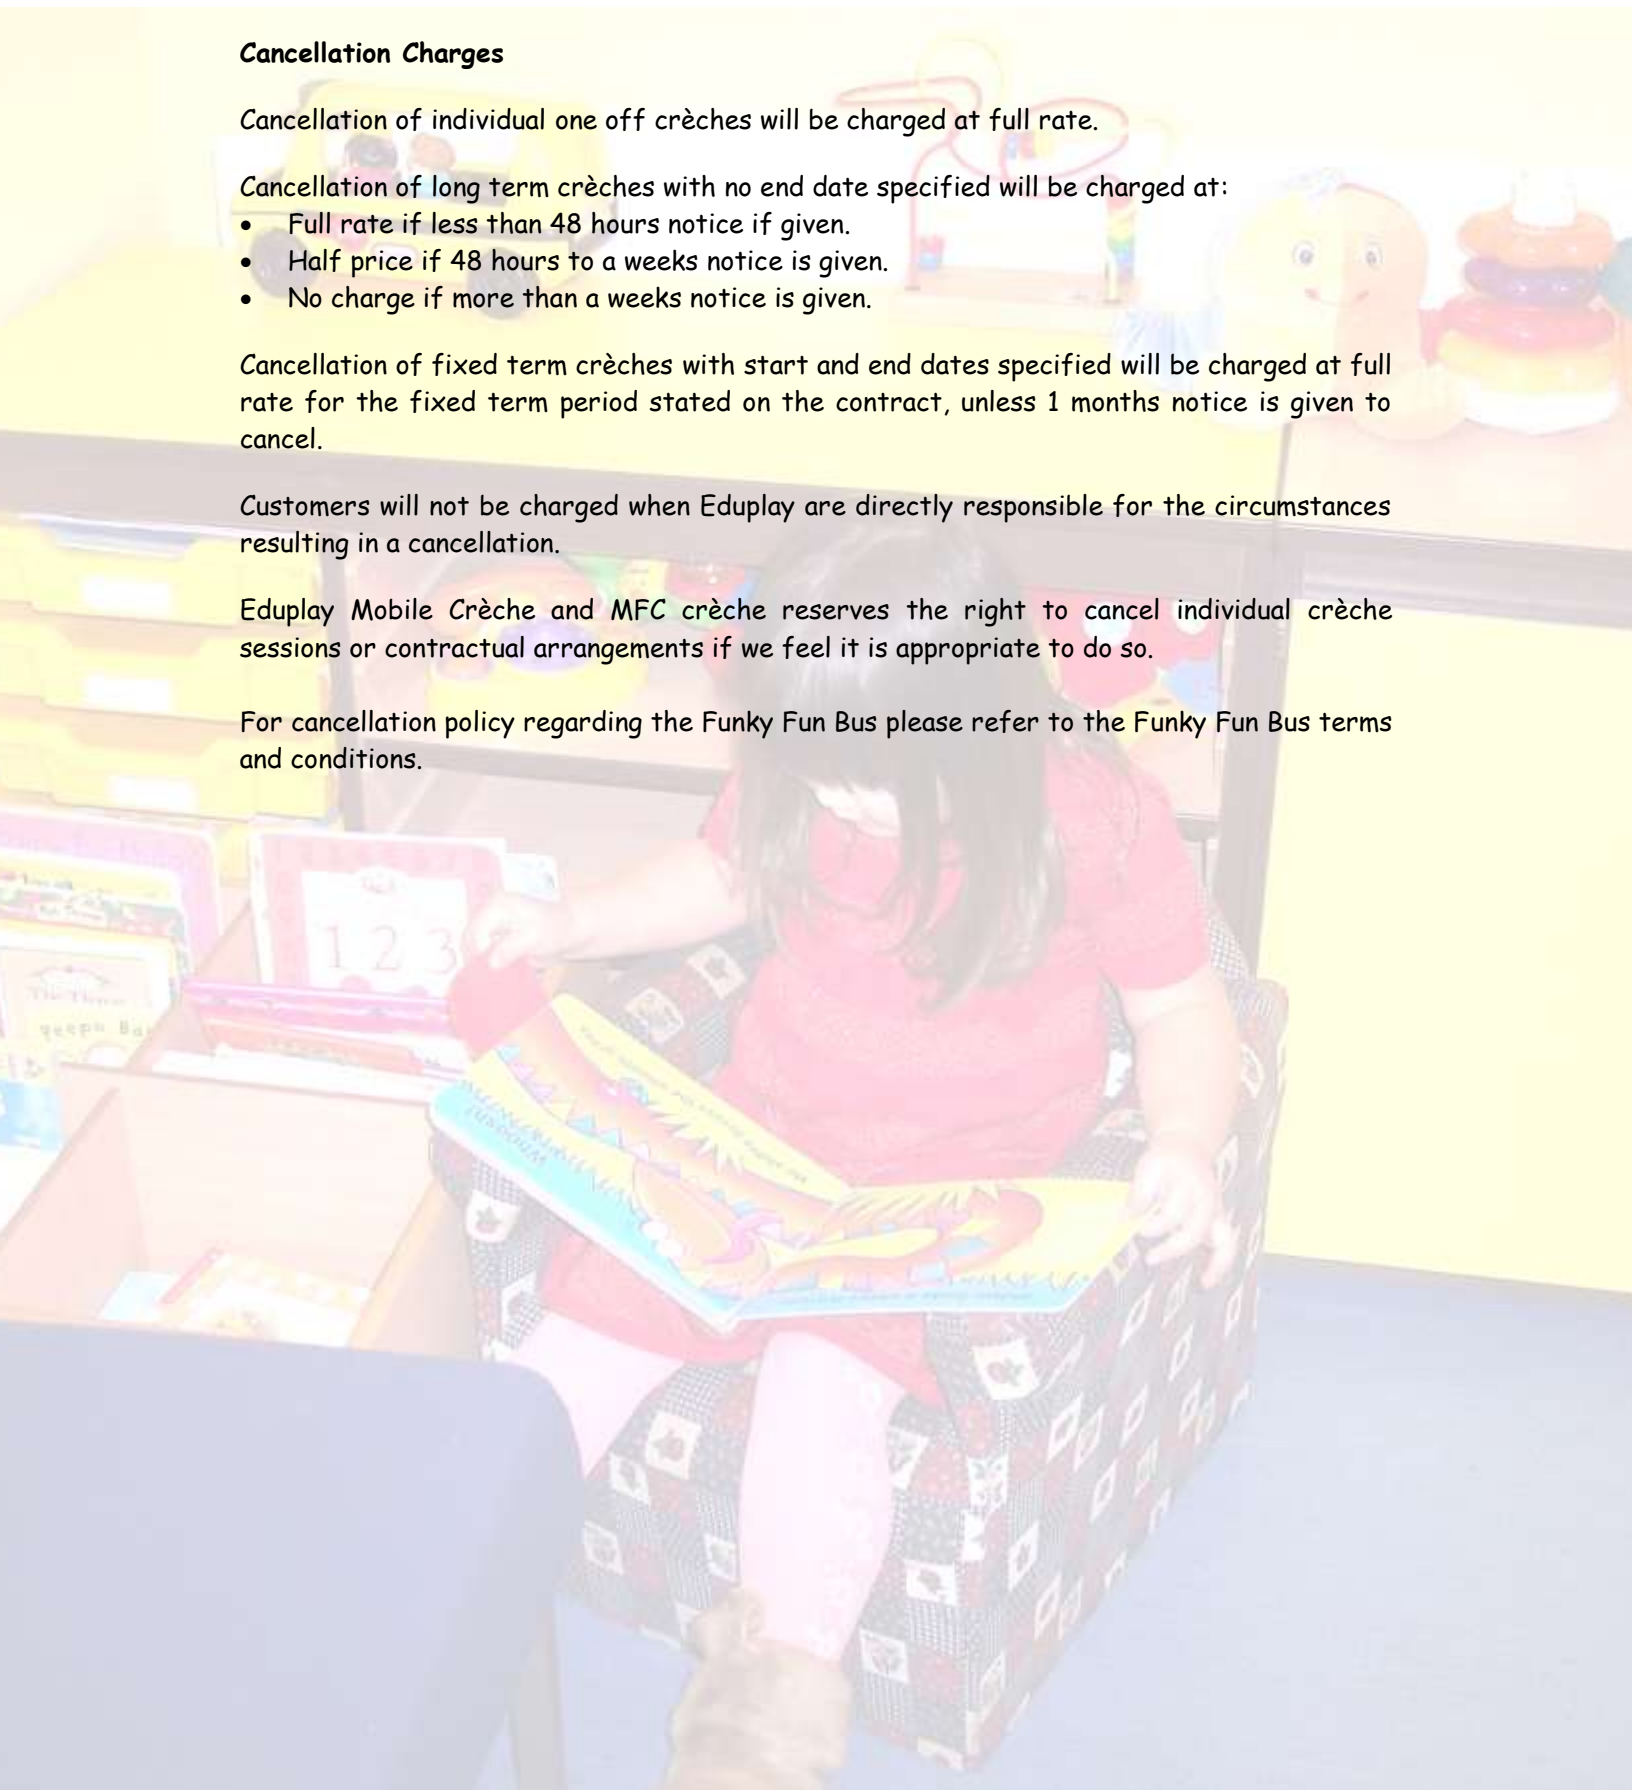 Cancellation Charges
Cancellation of individual one off crèches will be charged at full rate.
Cancellation of long term crèches with no end date specified will be charged at:
• Full rate if less than 48 hours notice if given.
• Half price if 48 hours to a weeks notice is given.
• No charge if more than a weeks notice is given.
Cancellation of fixed term crèches with start and end dates specified will be charged at full
rate for the fixed term period stated on the contract, unless 1 months notice is given to
cancel.
Customers will not be charged when Eduplay are directly responsible for the circumstances
resulting in a cancellation.
Eduplay Mobile Crèche and MFC crèche reserves the right to cancel individual crèche
sessions or contractual arrangements if we feel it is appropriate to do so.
For cancellation policy regarding the Funky Fun Bus please refer to the Funky Fun Bus terms
and conditions.
1 2 3